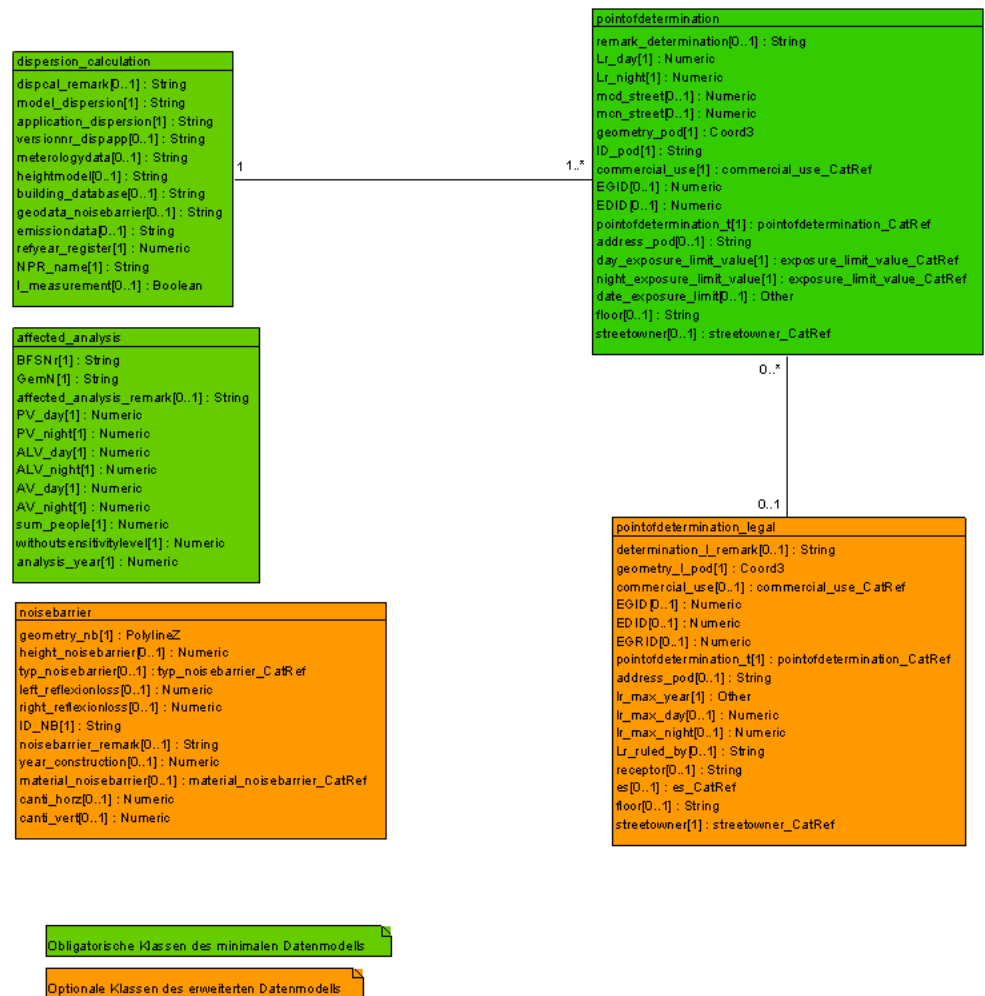 pointofdetermination
remark_determination[0..1] : String
Lr_day[1] : Numeric
Lr_night[1] : Numeric
mcd_street[0..1] : Numeric
mcn_street[0..1] : Numeric
geometry_pod[1] : Coord3
ID_pod[1] : String
commercial_use[1] : commercial_use_CatRef
EGID[0..1] : Numeric
EDID[0..1] : Numeric
pointofdetermination_t[1] : pointofdetermination_CatRef
address_pod[0..1] : String
day_exposure_limit_value[1] : exposure_limit_value_CatRef
night_exposure_limit_value[1] : exposure_limit_value_CatRef
date_exposure_limit[0..1] : Other
floor[0..1] : String
streetowner[0..1] : streetowner_CatRef
dispersion_calculation
dispcal_remark[0..1] : String
model_dispersion[1] : String
application_dispersion[1] : String
versionnr_dispapp[0..1] : String
meterologydata[0..1] : String
heightmodel[0..1] : String
building_database[0..1] : String
geodata_noisebarrier[0..1] : String
emissiondata[0..1] : String
refyear_register[1] : Numeric
NPR_name[1] : String
l_measurement[0..1] : Boolean
1
1..*
affected_analysis
BFSNr[1] : String
GemN[1] : String
affected_analysis_remark[0..1] : String
PV_day[1] : Numeric
PV_night[1] : Numeric
ALV_day[1] : Numeric
ALV_night[1] : Numeric
AV_day[1] : Numeric
AV_night[1] : Numeric
sum_people[1] : Numeric
withoutsensitivitylevel[1] : Numeric
analysis_year[1] : Numeric
0..*
0..1
pointofdetermination_legal
determination_l_remark[0..1] : String
geometry_l_pod[1] : Coord3
commercial_use[0..1] : commercial_use_CatRef
EGID[0..1] : Numeric
EDID[0..1] : Numeric
EGRID[0..1] : Numeric
pointofdetermination_t[1] : pointofdetermination_CatRef
address_pod[0..1] : String
lr_max_year[1] : Other
lr_max_day[0..1] : Numeric
lr_max_night[0..1] : Numeric
Lr_ruled_by[0..1] : String
receptor[0..1] : String
es[0..1] : es_CatRef
floor[0..1] : String
streetowner[1] : streetowner_CatRef
noisebarrier
geometry_nb[1] : PolylineZ
height_noisebarrier[0..1] : Numeric
typ_noisebarrier[0..1] : typ_noisebarrier_CatRef
left_reflexionloss[0..1] : Numeric
right_reflexionloss[0..1] : Numeric
ID_NB[1] : String
noisebarrier_remark[0..1] : String
year_construction[0..1] : Numeric
material_noisebarrier[0..1] : material_noisebarrier_CatRef
canti_horz[0..1] : Numeric
canti_vert[0..1] : Numeric
Obligatorische Klassen des minimalen Datenmodells
Optionale Klassen des erweiterten Datenmodells